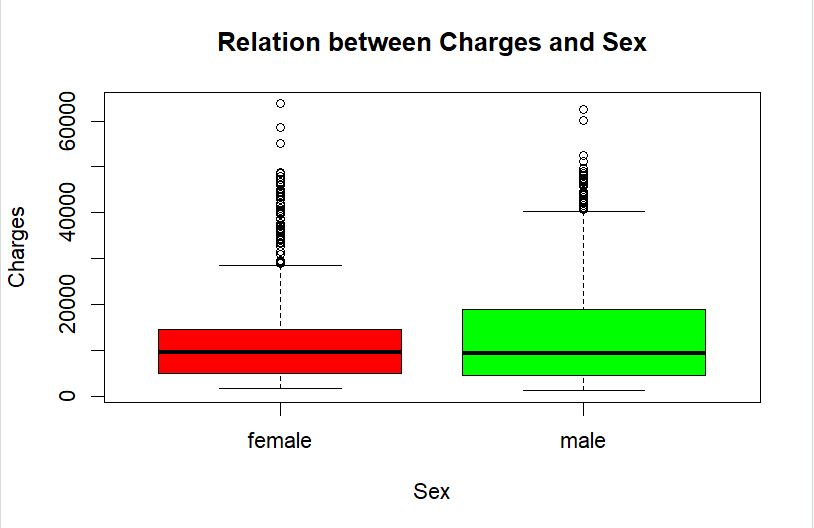 Relation between Charges and Sex
60000
40000
20000
0
Charges
female
male
Sex